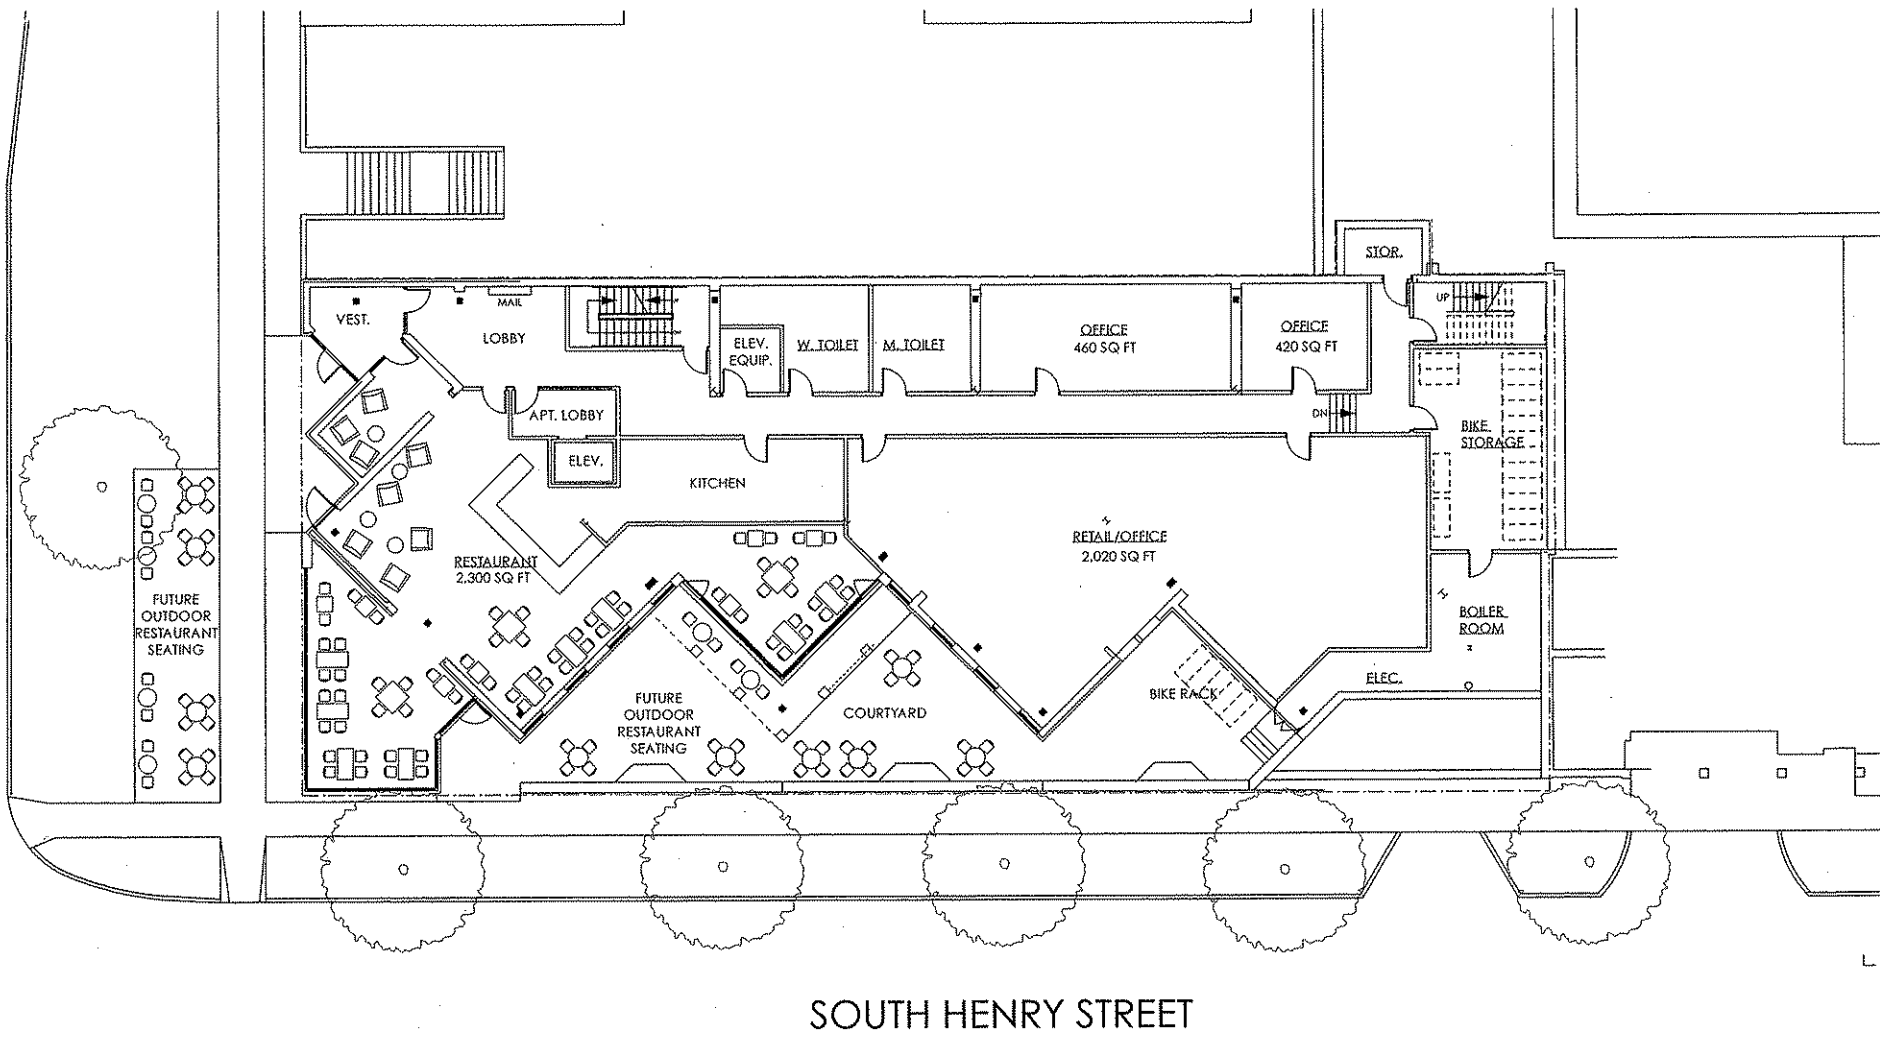 STOR.
MAIL
VEST.
LOBBY
UP
ELEV.
EQUIP.
W. TOILET
M. TOILET
OFFICE
460 SQ FT
OFFICE
420 SQ FT
APT. LOBBY
DN
BIKE
STORAGE
ELEV.
KITCHEN
RETAIL/OFFICE
2,020 SQ FT
RESTAURANT
2,300 SQ FT
FUTURE
OUTDOOR
RESTAURANT
SEATING
BOILER
ROOM
ELEC.
BIKE RACK
FUTURE
OUTDOOR
RESTAURANT
SEATING
COURTYARD
SOUTH HENRY STREET